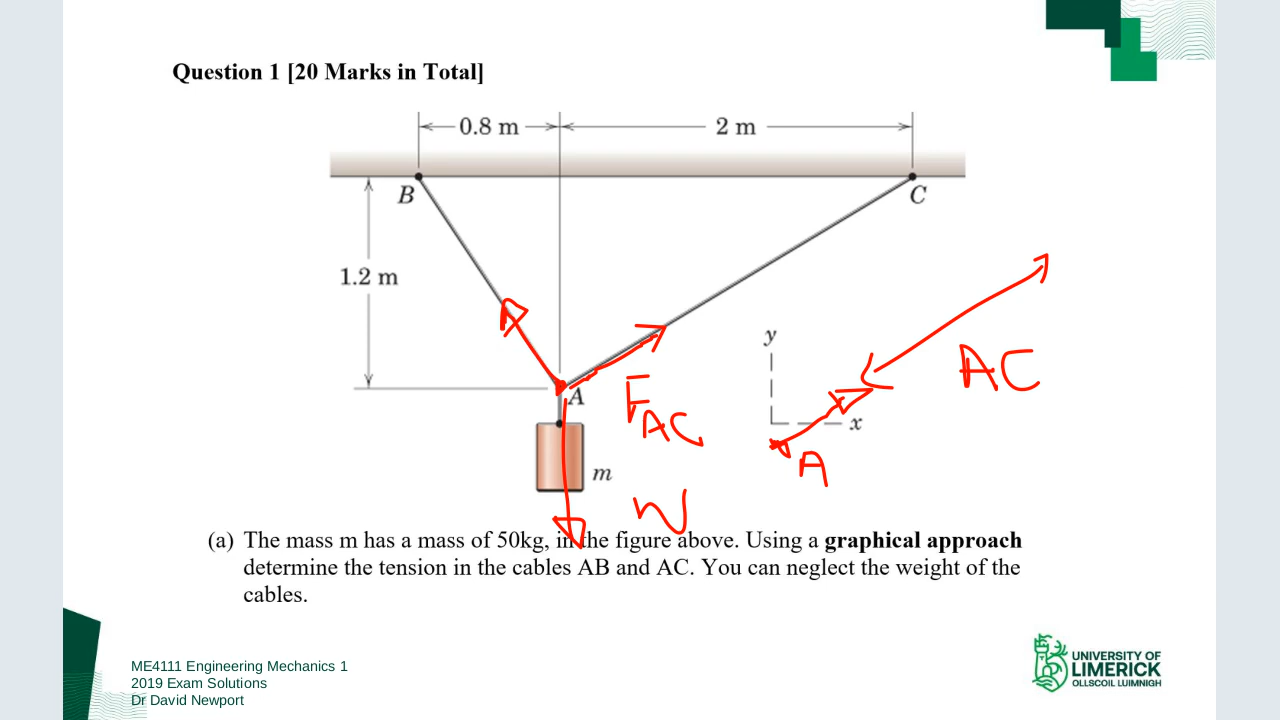 Question 1 [20 Marks in Total]
0.8 m
2 m
B
C
1.2 m
A
F_AC
m
W
y
x
A
AC
(a) The mass m has a mass of 50kg, in the figure above. Using a graphical approach
determine the tension in the cables AB and AC. You can neglect the weight of the
cables.
ME4111 Engineering Mechanics 1
2019 Exam Solutions
Dr David Newport
UNIVERSITY OF
LIMERICK
OLLSCOIL LUIMNIGH